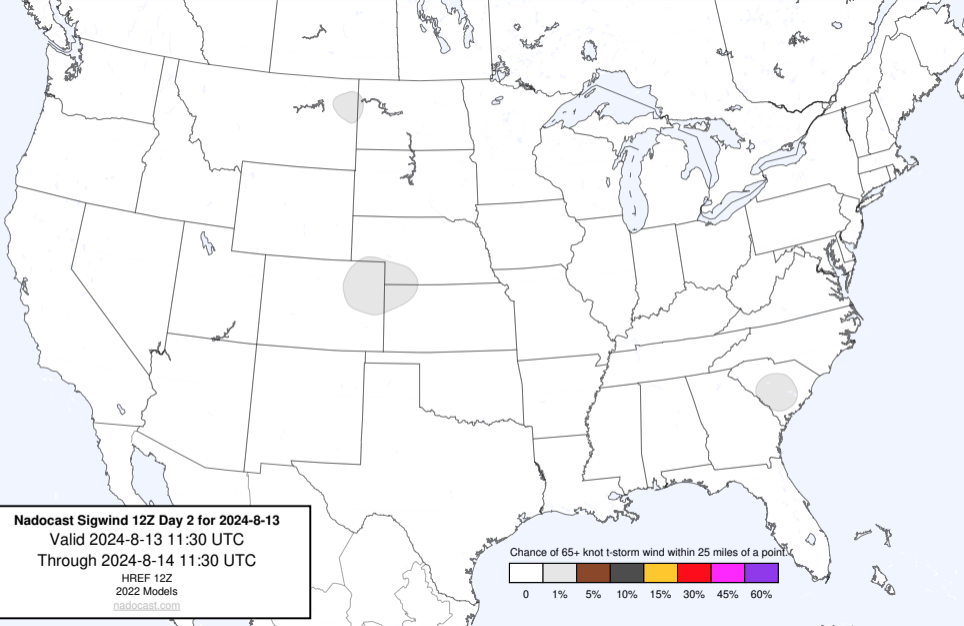 Nadocast Sigwind 12Z Day 2 for 2024-8-13
Valid 2024-8-13 11:30 UTC
Through 2024-8-14 11:30 UTC
HREF 12Z
2022 Models
nadocast.com
Chance of 65+ knot t-storm wind within 25 miles of a point.
0 1% 5% 10% 15% 30% 45% 60%